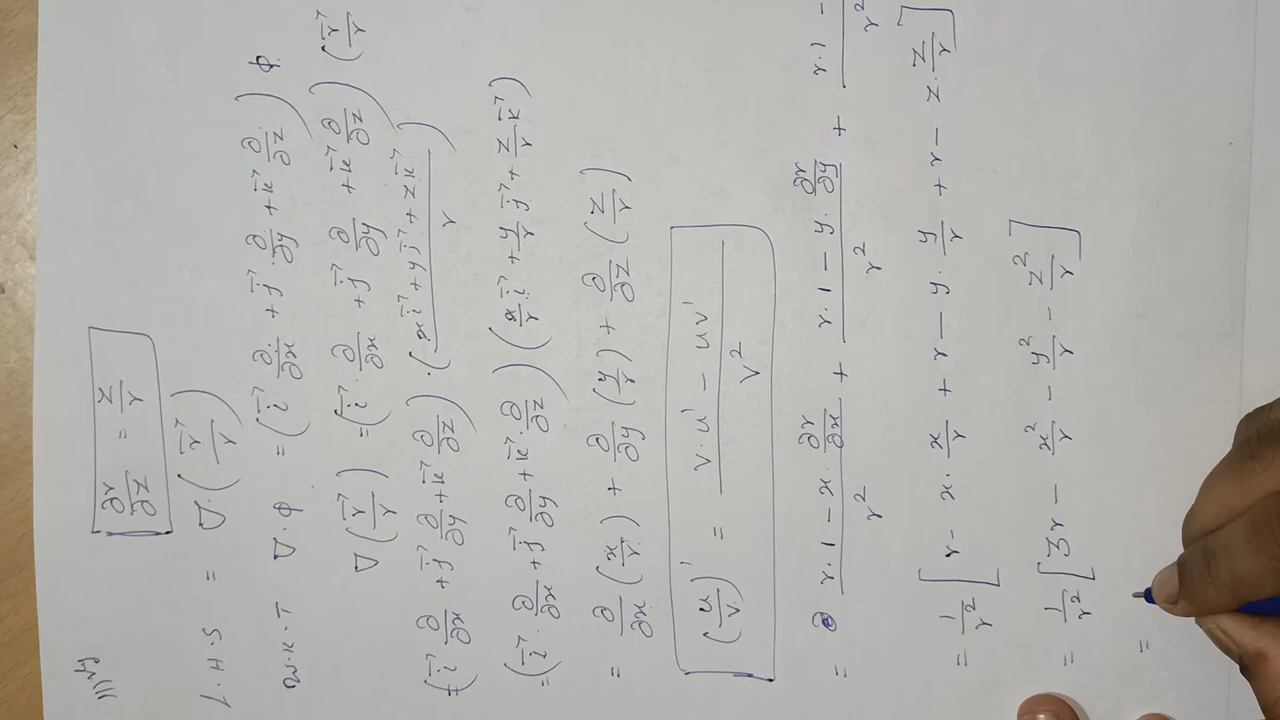 111ly
∂r/∂z = z/r
L.H.S = ∇·(r⃗/r)
W.K.T ∇·φ = (i⃗ ∂/∂x + j⃗·∂/∂y + k⃗ ∂/∂z) φ
∇(r⃗/r) = (i⃗·∂/∂x + j⃗ ∂/∂y + k⃗ ∂/∂z) (r⃗/r
= (i⃗ ∂/∂x + j⃗ ∂/∂y + k⃗ ∂/∂z)·((xi⃗ + yj⃗ + zk⃗)/r)
= (i⃗·∂/∂x + j⃗ ∂/∂y + k⃗·∂/∂z) (x/r i⃗ + y/r j⃗ + z/r k⃗)
= ∂/∂x (x/r) + ∂/∂y (y/r) + ∂/∂z (z/r)
(u/v)' = (v·u' - uv')/v²
= (r·1 - x·∂r/∂x)/r² + (r·1 - y·∂r/∂y)/r² + (r·1 - /r²
= 1/r² [r - x·x/r + r - y·y/r + r - z·z/r]
= 1/r² [3r - x²/r - y²/r - z²/r]
=